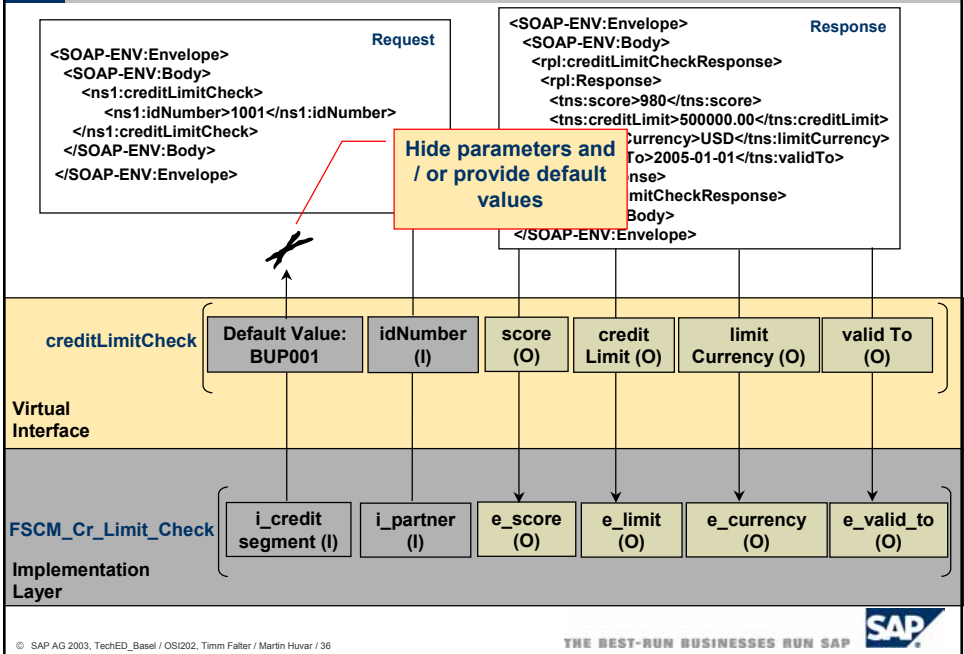 Request
<SOAP-ENV:Envelope>
<SOAP-ENV:Body>
<ns1:creditLimitCheck>
<ns1:idNumber>1001</ns1:idNumber>
</ns1:creditLimitCheck>
</SOAP-ENV:Body>
</SOAP-ENV:Envelope>
Response
<SOAP-ENV:Envelope>
<SOAP-ENV:Body>
<rpl:creditLimitCheckResponse>
<rpl:Response>
<tns:score>980</tns:score>
<tns:creditLimit>500000.00</tns:creditLimit>
Currency>USD</tns:limitCurrency>
To>2005-01-01</tns:validTo>
nse>
mitCheckResponse>
Body>
</SOAP-ENV:Envelope>
Hide parameters and
/ or provide default
values
creditLimitCheck
Default Value:
BUP001
idNumber
(I)
score
(O)
credit
Limit (O)
limit
Currency (O)
valid To
(O)
Virtual
Interface
FSCM_Cr_Limit_Check
i_credit
segment (I)
i_partner
(I)
e_score
(O)
e_limit
(O)
e_currency
(O)
e_valid_to
(O)
Implementation
Layer
© SAP AG 2003, TechED_Basel / OSI202, Timm Falter / Martin Huvar / 36
THE BEST-RUN BUSINESSES RUN SAP
SAP